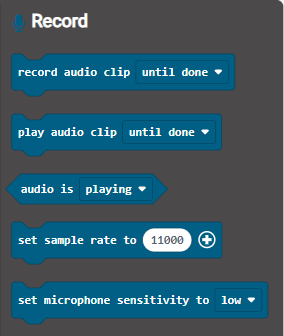 Record
record audio clip until done
play audio clip until done
audio is playing
set sample rate to 11000
set microphone sensitivity to low